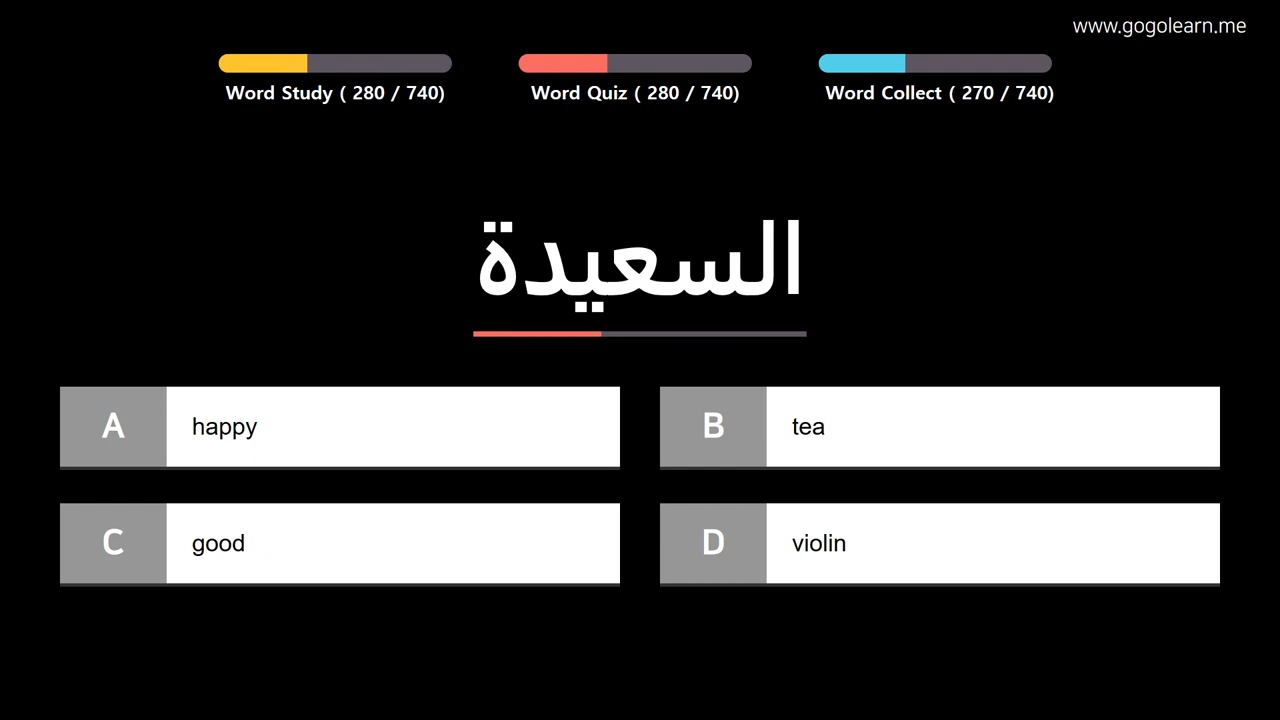 www.gogolearn.me
Word Study ( 280 / 740)
Word Quiz ( 280 / 740)
Word Collect ( 270 / 740)
السعيدة
A happy
B tea
C good
D violin